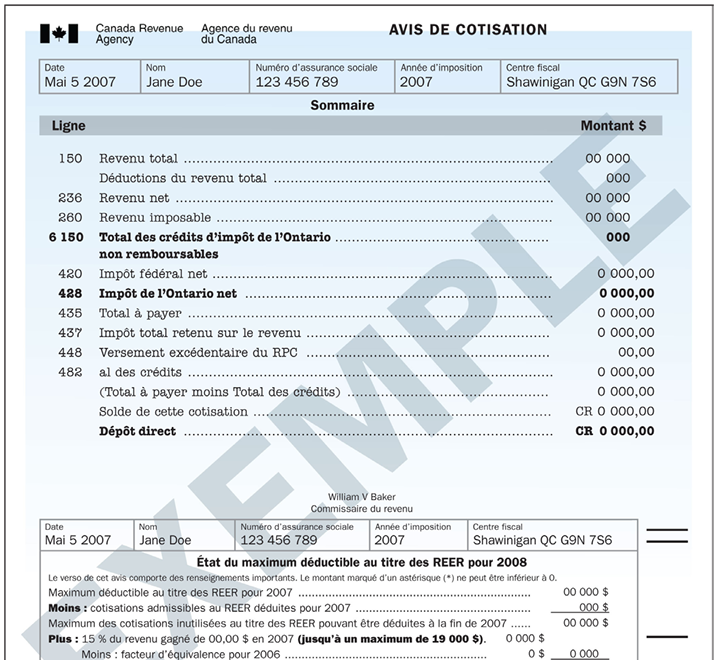 Canada Revenue Agence du revenu
Agency du Canada
AVIS DE COTISATION
Date Nom Numéro d'assurance sociale Année d'imposition Centre fiscal
Mai 5 2007 Jane Doe 123 456 789 2007 Shawinigan QC G9N 7S6
Sommaire
Ligne Montant $
150 Revenu total 00 000
Déductions du revenu total 000
236 Revenu net 00 000
260 Revenu imposable 00 000
6 150 Total des crédits d'impôt de l'Ontario 000
non remboursables
420 Impôt fédéral net 0 000,00
428 Impôt de l'Ontario net 0 000,00
435 Total à payer 0 000,00
437 Impôt total retenu sur le revenu 0 000,00
448 Versement excédentaire du RPC 00,00
482 al des crédits 0 000,00
(Total à payer moins Total des crédits) 0 000,00
Solde de cette cotisation CR 0 000,00
Dépôt direct CR 0 000,00
EXEMPLE
William V Baker
Commissaire du revenu
Date Nom Numéro d'assurance sociale Année d'imposition Centre fiscal
Mai 5 2007 Jane Doe 123 456 789 2007 Shawinigan QC G9N 7S6
État du maximum déductible au titre des REER pour 2008
Le verso de cet avis comporte des renseignements importants. Le montant marqué d'un astérisque (*) ne peut être inférieur à 0.
Maximum déductible au titre des REER pour 2007 00 000 $
Moins : cotisations admissibles au REER déduites pour 2007 000 $
Maximum des cotisations inutilisées au titre des REER pouvant être déductes à la fin de 2007 00 000 $
Plus : 15 % du revenu gagné de 00,00 $ en 2007 (jusqu'à un maximum de 19 000 $). 0 000 $
Moins : facteur d'équivalence pour 2006 0 $ 0 000